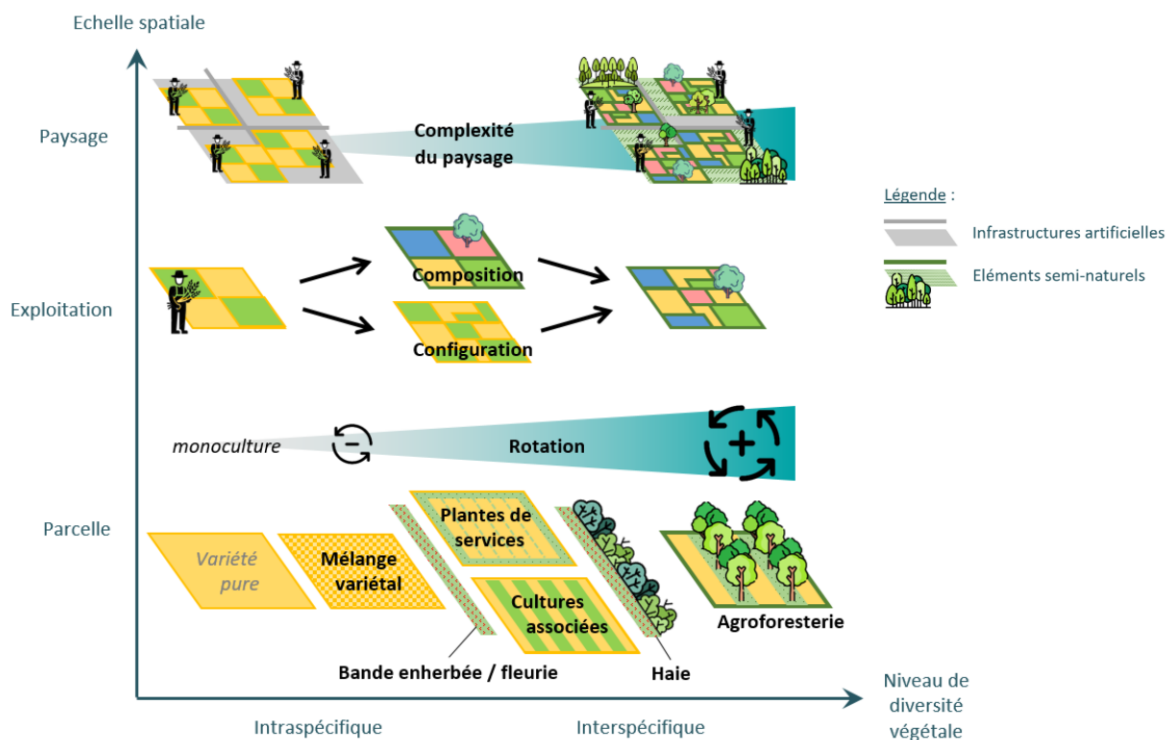 Echelle spatiale
Paysage
Complexité
du paysage
Légende :
Infrastructures artificielles
Eléments semi-naturels
Exploitation
Composition
Configuration
monoculture
-
Rotation
+
Parcelle
Variété
pure
Mélange
variétal
Plantes de
services
Cultures
associées
Agroforesterie
Bande enherbée / fleurie
Haie
Intraspécifique
Interspécifique
Niveau de
diversité
végétale